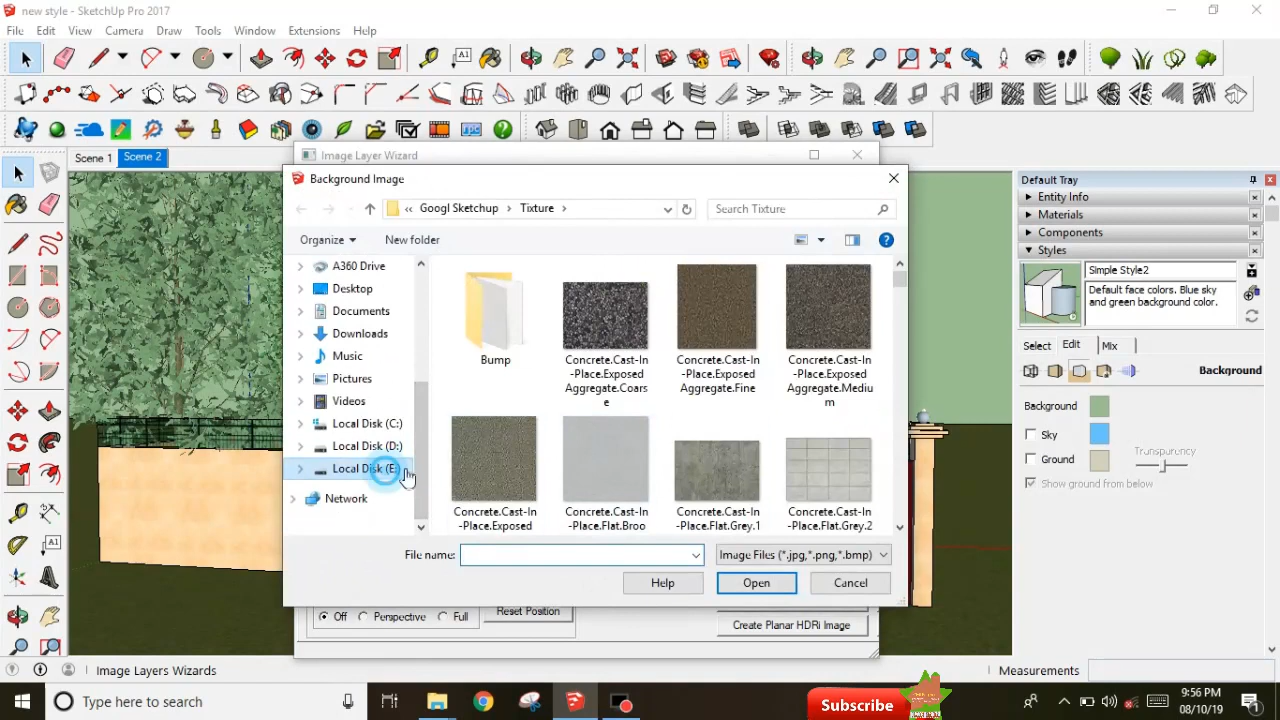 new style - SketchUp Pro 2017
File Edit View Camera Draw Tools Window Extensions Help
Scene 1 Scene 2
Image Layer Wizard
Background Image
« Googl Sketchup > Texture >
Search Texture
Organize
New folder
A360 Drive
Desktop
Documents
Downloads
Music
Pictures
Videos
Local Disk (C:)
Local Disk (D:)
Local Disk (E:)
Network
Bump
Concrete.Cast-In
-Place.Exposed
Aggregate.Coars
e
Concrete.Cast-In
-Place.Exposed
Aggregate.Fine
Concrete.Cast-In
-Place.Exposed
Aggregate.Mediu
m
Concrete.Cast-In
-Place.Exposed
Concrete.Cast-In
-Place.Flat.Broo
Concrete.Cast-In
-Place.Flat.Grey.1
Concrete.Cast-In
-Place.Flat.Grey.2
File name:
Image Files (*.jpg,*.png,*.bmp)
Help
Open
Cancel
Off Perspective Full
Reset Position
Create Planar HDRi Image
Default Tray
Entity Info
Materials
Components
Styles
Simple Style2
Default face colors. Blue sky
and green background color.
Select Edit Mix
Background
Background
Sky
Ground
Transparency
Show ground from below
Image Layers Wizards
Measurements
Type here to search
Subscribe
9:56 PM
08/10/19